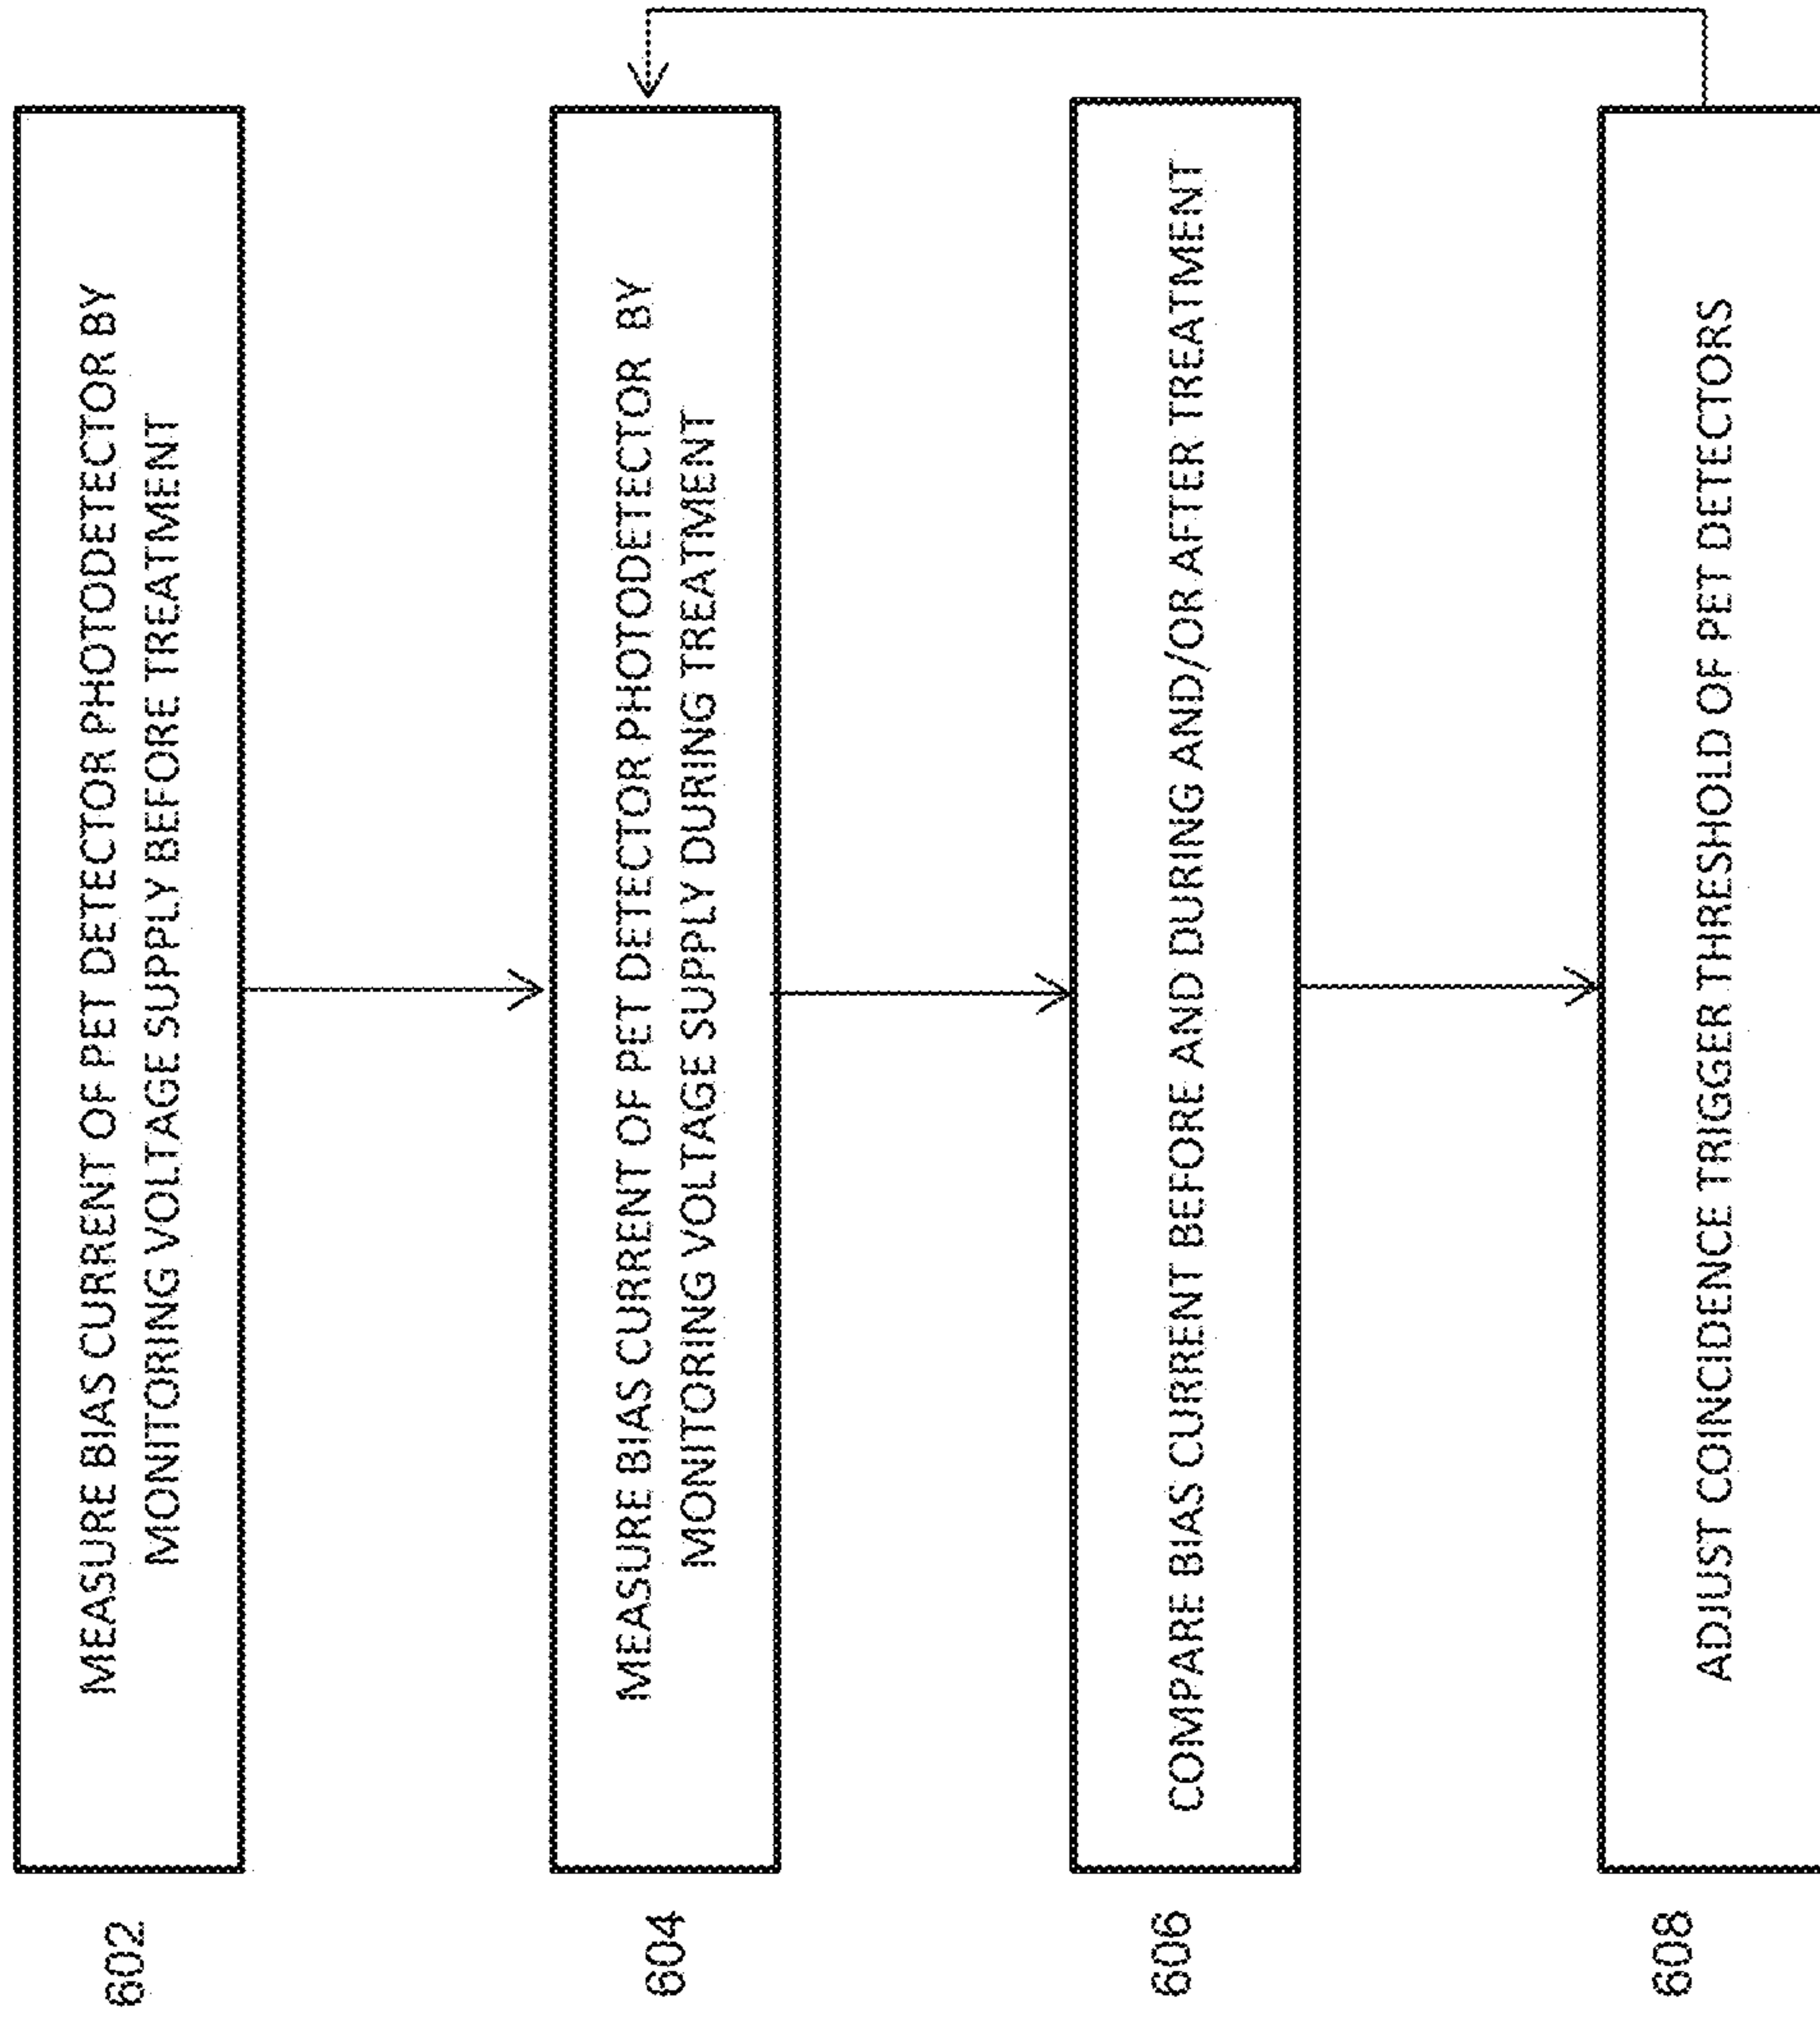 602
MEASURE BIAS CURRENT OF PET DETECTOR PHOTODETECTOR BY
MONITORING VOLTAGE SUPPLY BEFORE TREATMENT
604
MEASURE BIAS CURRENT OF PET DETECTOR PHOTODETECTOR BY
MONITORING VOLTAGE SUPPLY DURING TREATMENT
606
COMPARE BIAS CURRENT BEFORE AND DURING AND/OR AFTER TREATMENT
608
ADJUST COINCIDENCE TRIGGER THRESHOLD OF PET DETECTORS